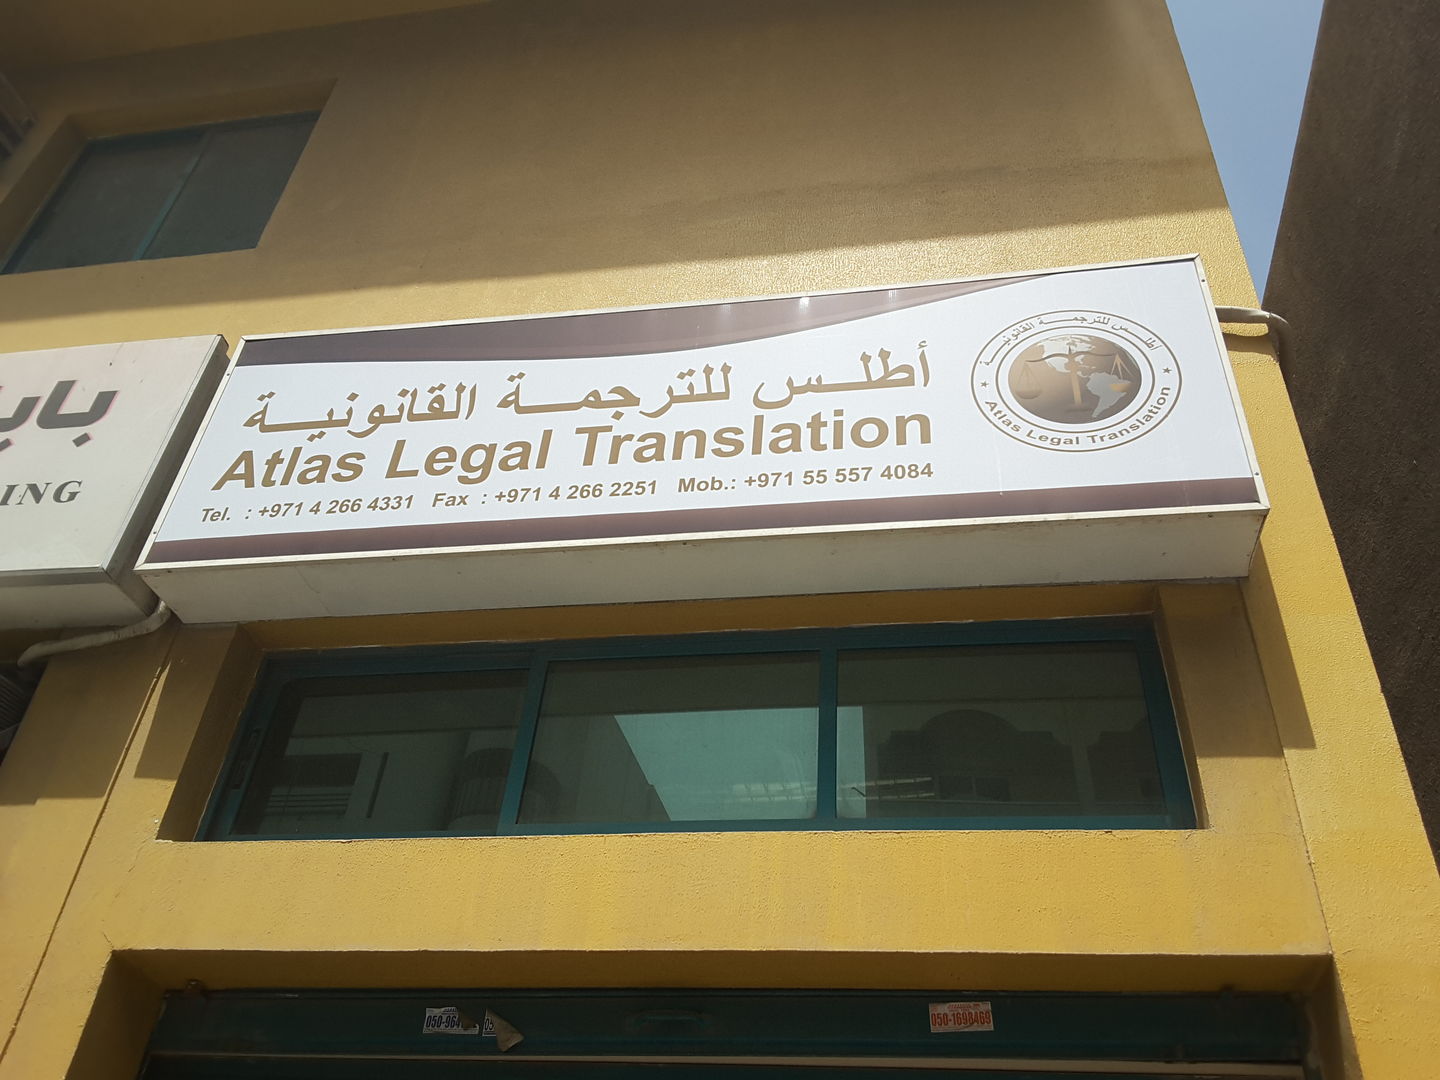 أطلس للترجمة القانونية
Atlas Legal Translation
Tel. : +971 4 266 4331 Fax : +971 4 266 2251 Mob.: +971 55 557 4084
أطلس للترجمة القانونية
Atlas Legal Translation
ING
050-1698469